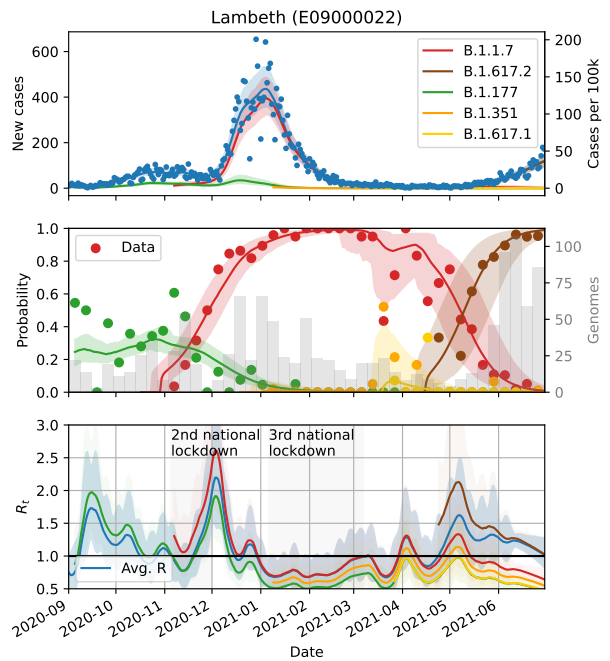 Lambeth (E09000022)
New cases
600
400
200
0
B.1.1.7
B.1.617.2
B.1.177
B.1.351
B.1.617.1
200
150
100
50
0
Cases per 100k
Probability
1.0
0.8
0.6
0.4
0.2
0.0
Data
100
75
50
25
0
Genomes
R_t
3.0
2.5
2.0
1.5
1.0
0.5
2nd national
lockdown
3rd national
lockdown
Avg. R
2020-09
2020-10
2020-11
2020-12
2021-01
2021-02
2021-03
2021-04
2021-05
2021-06
Date